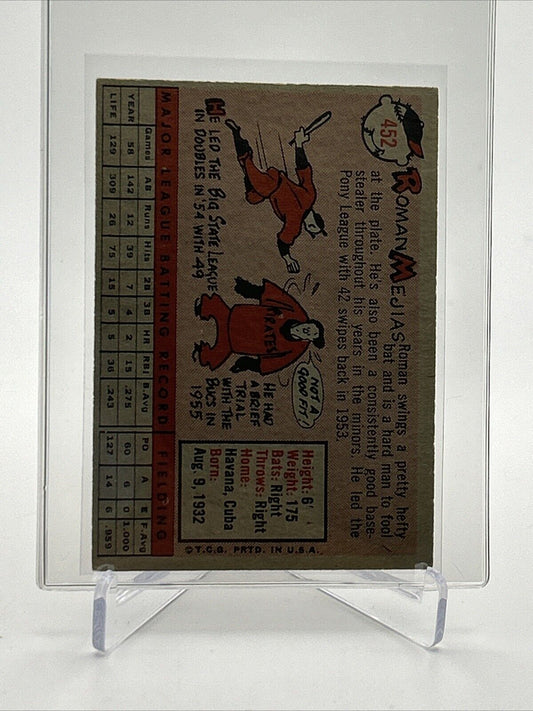 452
ROMAN MEJIAS
Roman swings a pretty hefty
bat and is a hard man to fool
at the plate. He's also been a consistently good base-
stealer throughout his years in the minors. He led the
Pony League with 42 swipes back in 1953.
HE LED THE BIG STATE LEAGUE
IN DOUBLES IN '54 WITH 49
PIRATES
NOT A
GOOD FIT!
HE HAD
A BRIEF
TRIAL
WITH THE
BUCS IN
1955
Height: 6'
Weight: 175
Bats: Right
Throws: Right
Home:
Havana, Cuba
Born:
Aug 9, 1932
©T.C.G. PRTD. IN U.S.A.
MAJOR LEAGUE BATTING RECORD FIELDING
Games AB Runs Hits 2B 3B HR RBI B.Avg PO A E F.Avg
YEAR 58 142 12 39 7 4 2 15 .275 60 6 0 1.000
LIFE 129 309 26 75 15 127 14 6 .959